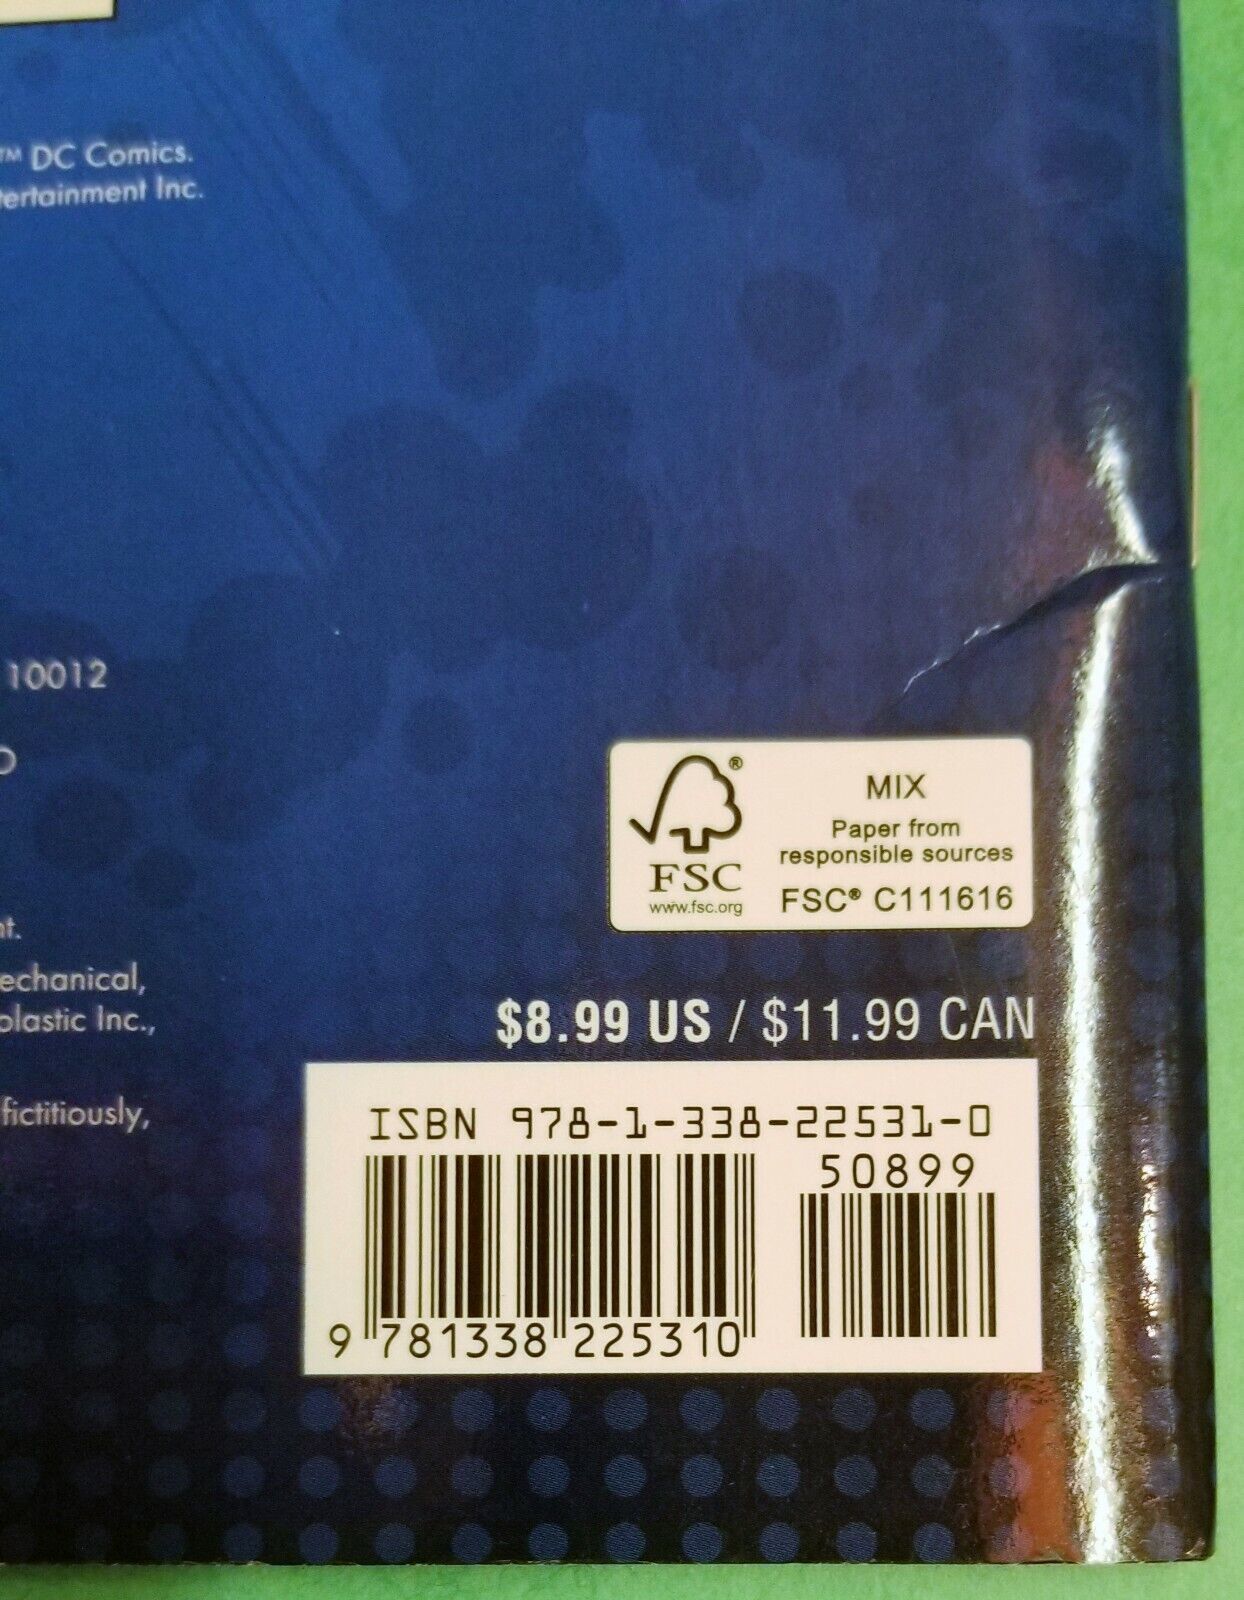 ™ DC Comics.
tertainment Inc.
10012
MIX
Paper from
responsible sources
FSC® C111616
®
FSC
www.fsc.org
nt.
echanical,
olastic Inc.,
fictitiously,
$8.99 US / $11.99 CAN
ISBN 978-1-338-22531-0
50899
9 781338 225310